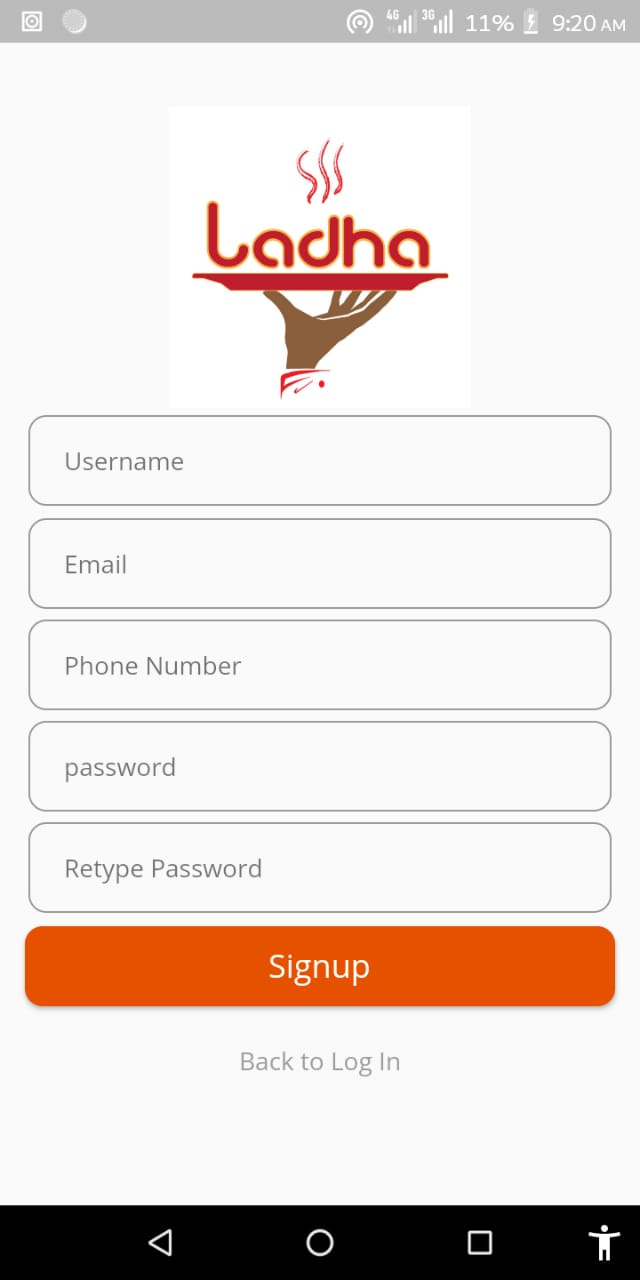 4G 3G 11% 9:20 AM
Ladha
Username
Email
Phone Number
password
Retype Password
Signup
Back to Log In